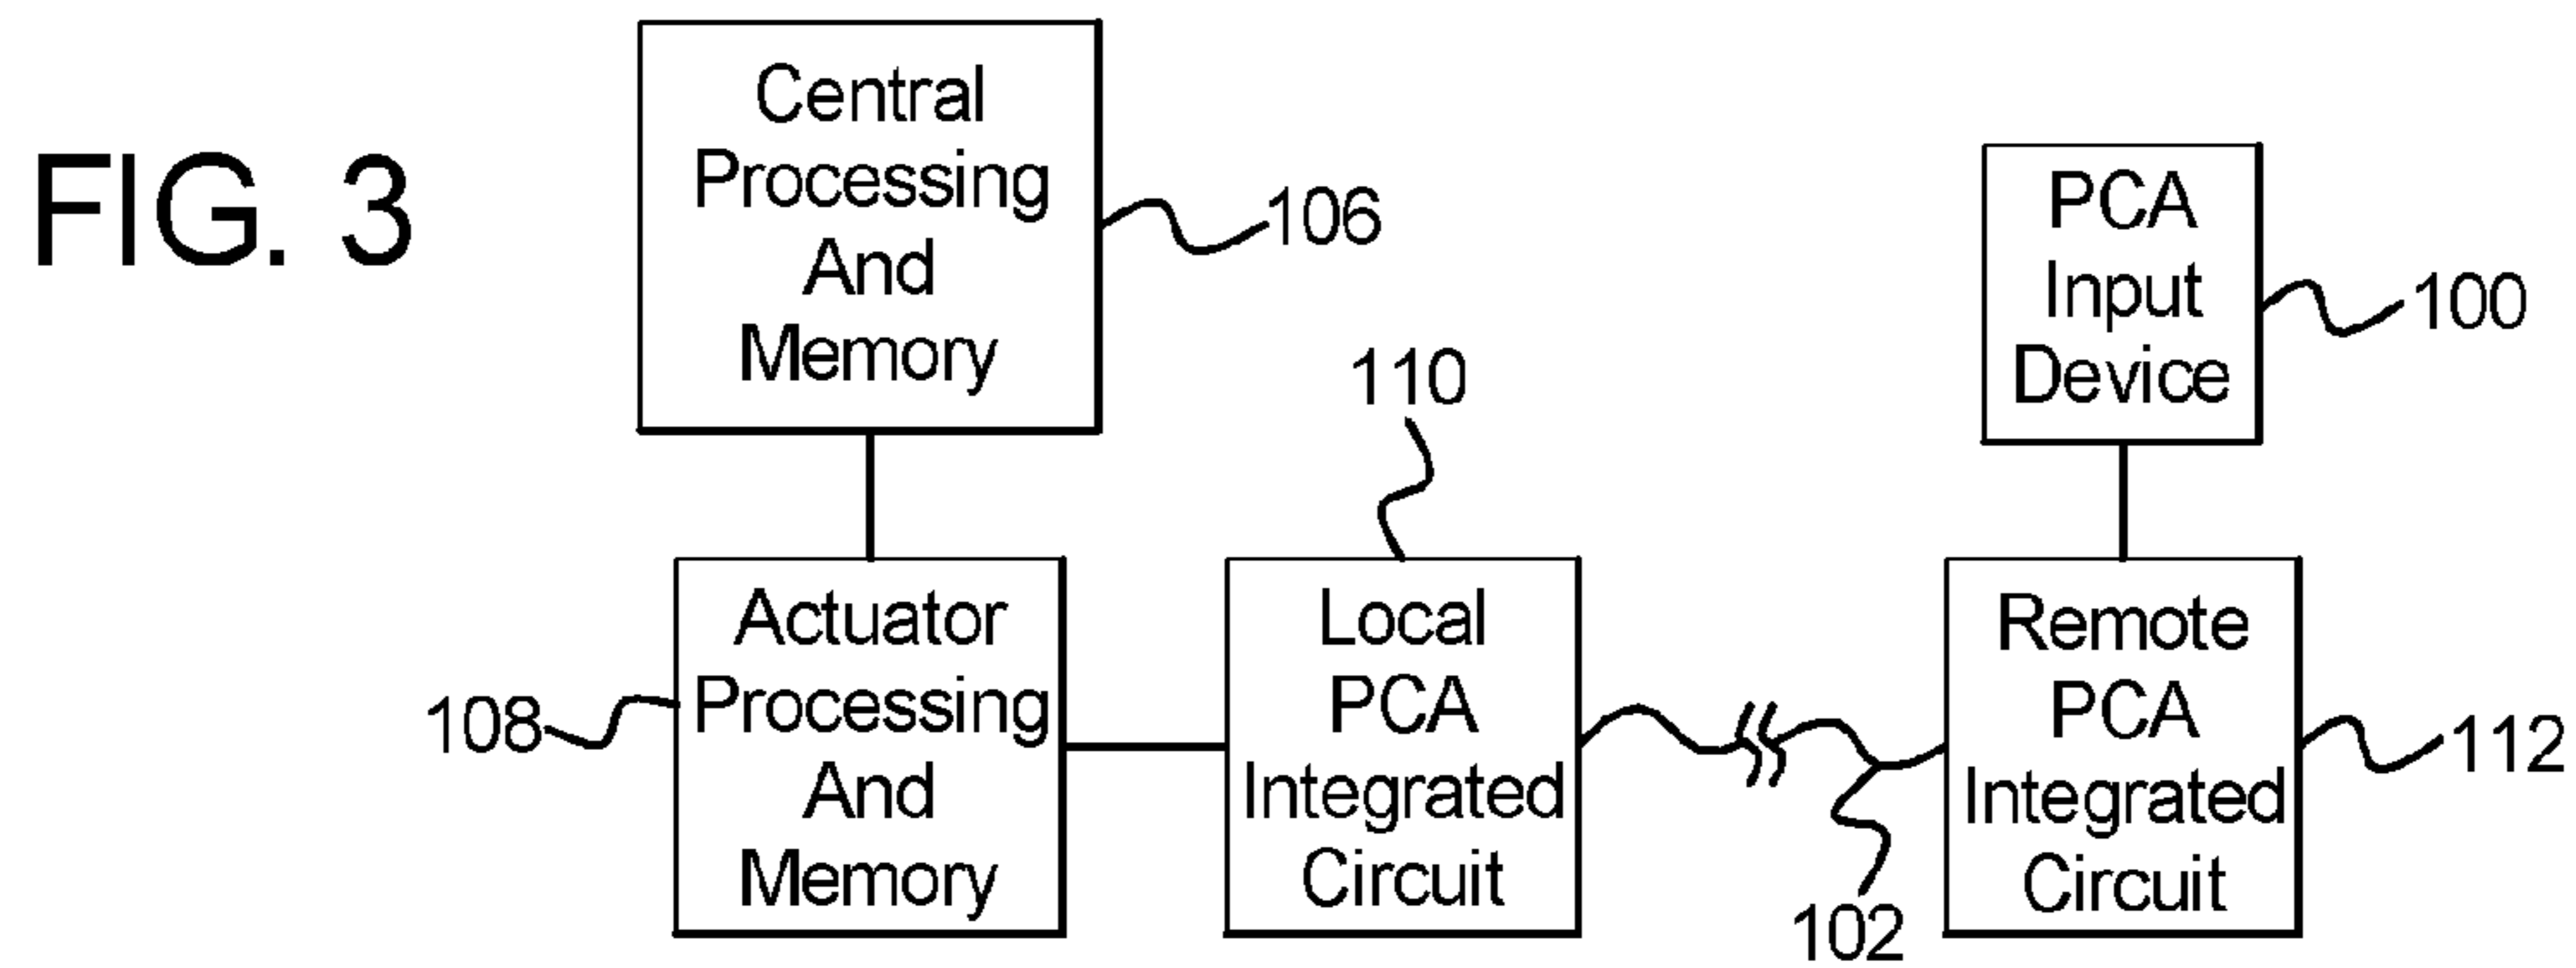 FIG. 3
Central
Processing
And
Memory
106
PCA
Input
Device
100
110
Actuator
Processing
And
Memory
108
Local
PCA
Integrated
Circuit
102
Remote
PCA
Integrated
Circuit
112